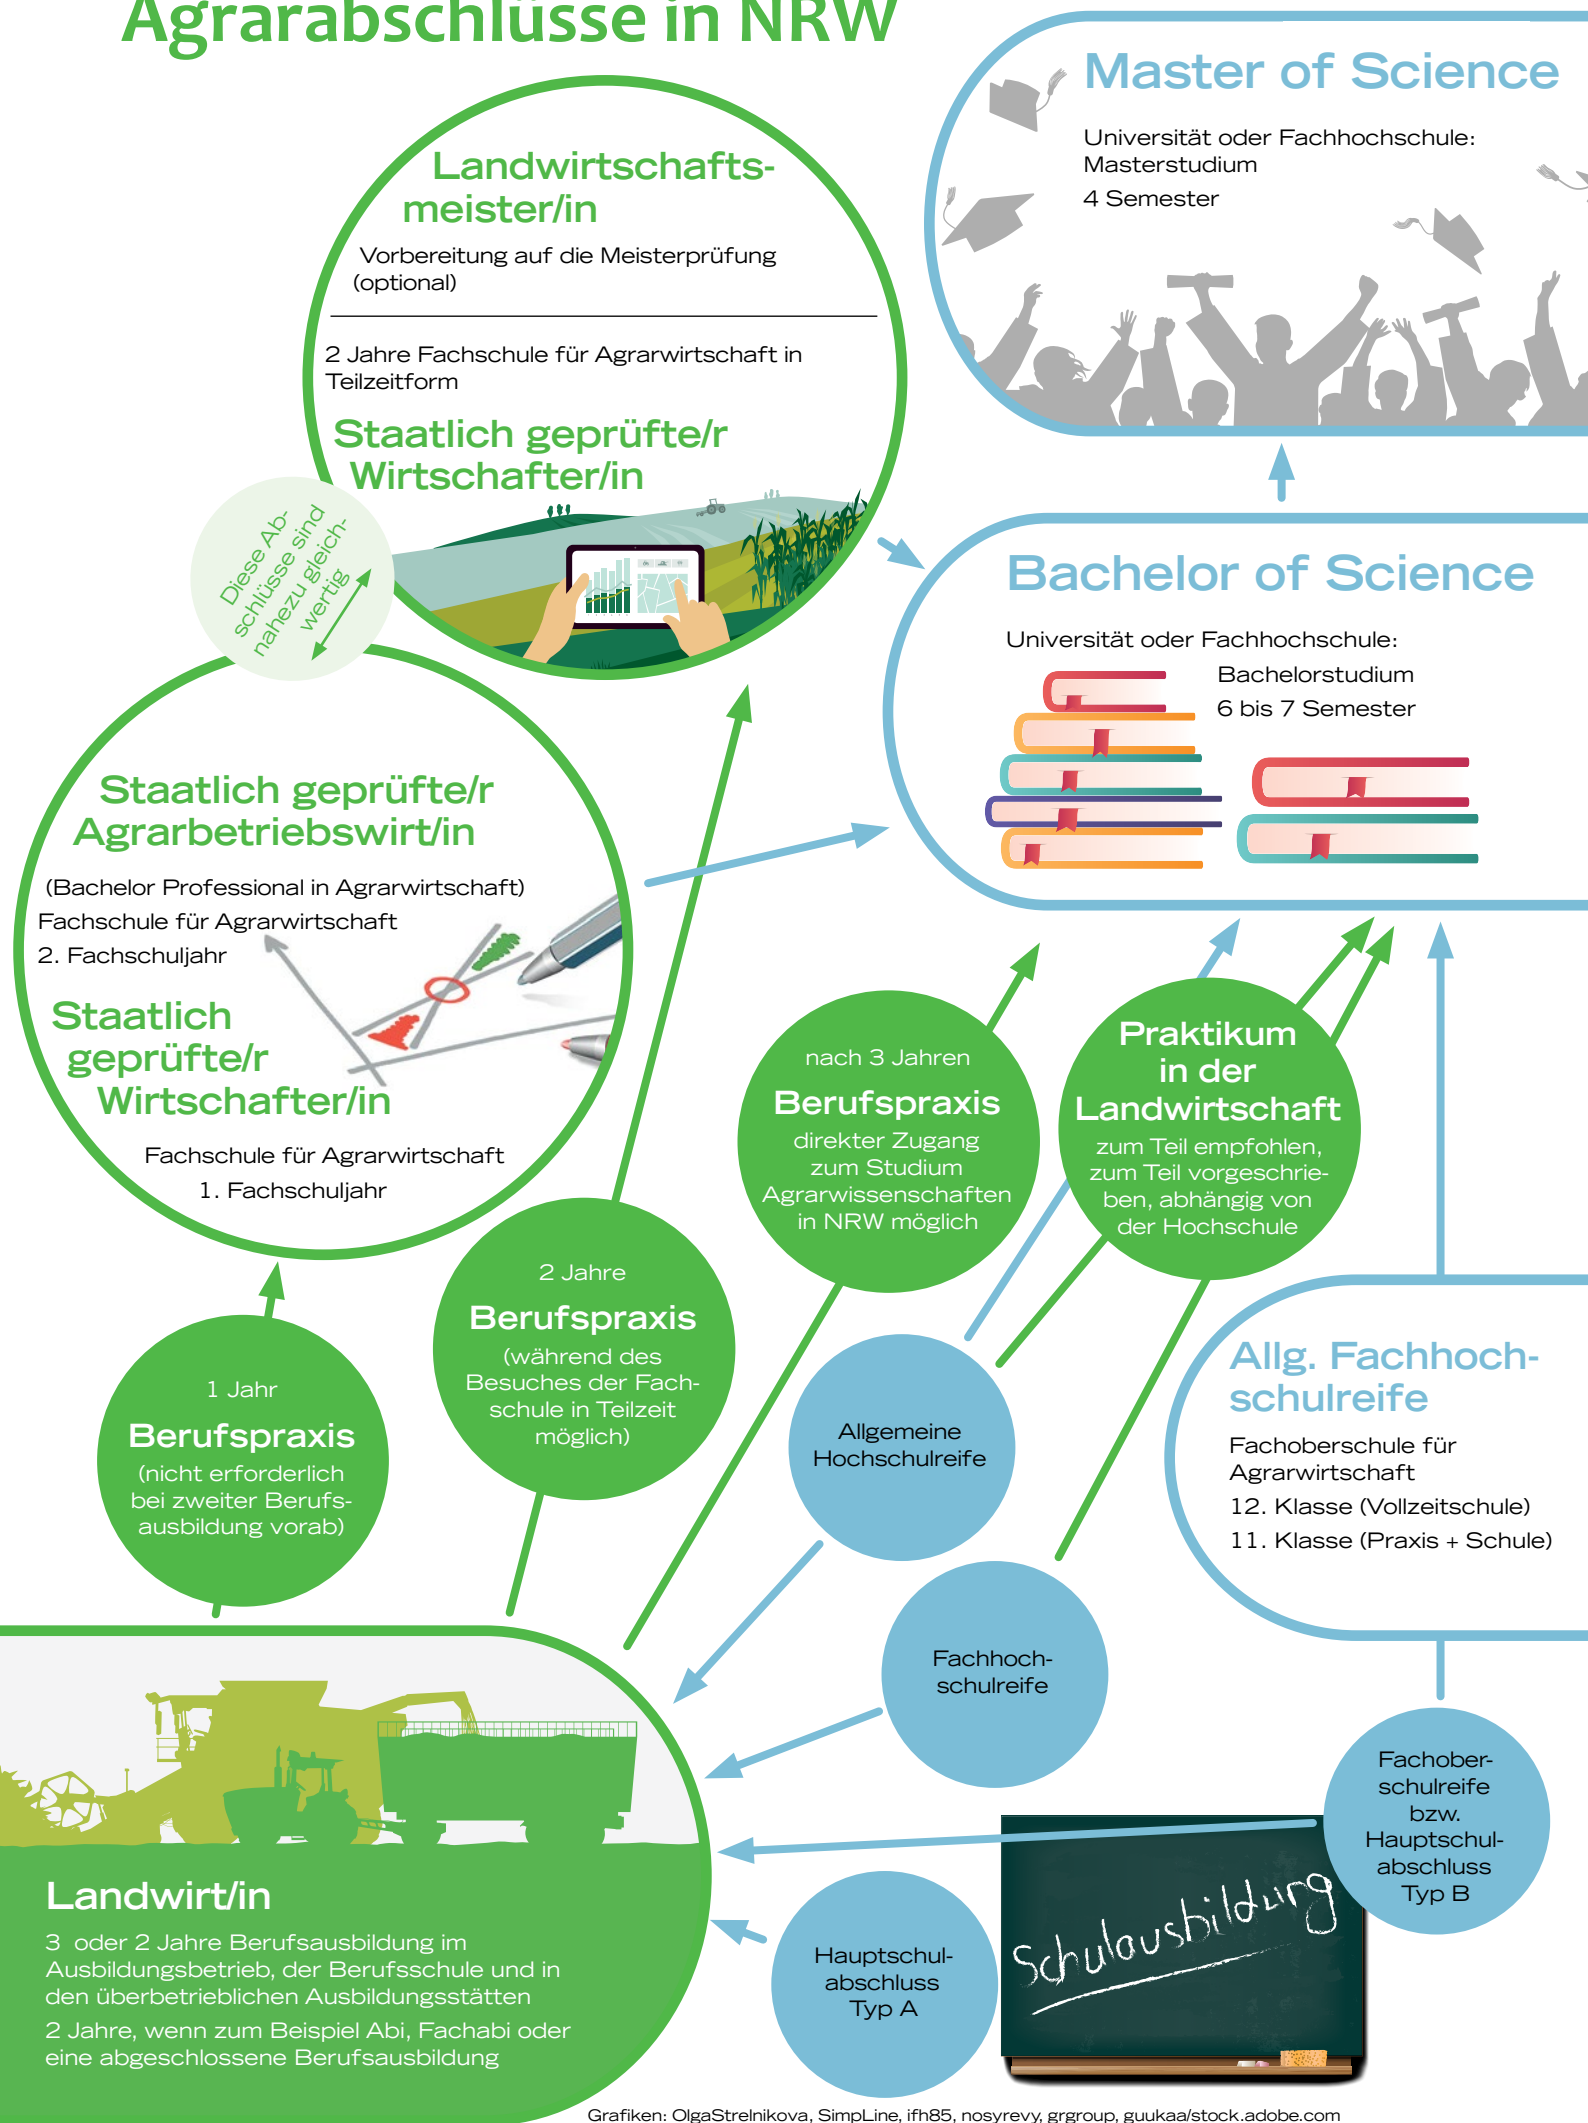 Agrarabschlüsse in NRW
Master of Science
Universität oder Fachhochschule:
Masterstudium
4 Semester
Landwirtschafts-
meister/in
Vorbereitung auf die Meisterprüfung
(optional)
2 Jahre Fachschule für Agrarwirtschaft in
Teilzeitform
Staatlich geprüfte/r
Wirtschafter/in
Diese Ab-
schlüsse sind
nahezu gleich-
wertig
Bachelor of Science
Universität oder Fachhochschule:
Bachelorstudium
6 bis 7 Semester
Staatlich geprüfte/r
Agrarbetriebswirt/in
(Bachelor Professional in Agrarwirtschaft)
Fachschule für Agrarwirtschaft
2. Fachschuljahr
Staatlich
geprüfte/r
Wirtschafter/in
Fachschule für Agrarwirtschaft
1. Fachschuljahr
nach 3 Jahren
Berufspraxis
direkter Zugang
zum Studium
Agrarwissenschaften
in NRW möglich
Praktikum
in der
Landwirtschaft
zum Teil empfohlen,
zum Teil vorgeschrie-
ben, abhängig von
der Hochschule
2 Jahre
Berufspraxis
(während des
Besuches der Fach-
schule in Teilzeit
möglich)
1 Jahr
Berufspraxis
(nicht erforderlich
bei zweiter Berufs-
ausbildung vorab)
Allgemeine
Hochschulreife
Allg. Fachhoch-
schulreife
Fachoberschule für
Agrarwirtschaft
12. Klasse (Vollzeitschule)
11. Klasse (Praxis + Schule)
Fachhoch-
schulreife
Fachober-
schulreife
bzw.
Hauptschul-
abschluss
Typ B
Landwirt/in
3 oder 2 Jahre Berufsausbildung im
Ausbildungsbetrieb, der Berufsschule und in
den überbetrieblichen Ausbildungsstätten
2 Jahre, wenn zum Beispiel Abi, Fachabi oder
eine abgeschlossene Berufsausbildung
Hauptschul-
abschluss
Typ A
Schulausbildung
Grafiken: OlgaStrelnikova, SimpLine, ifh85, nosyrevy, grgroup, guukaa/stock.adobe.com